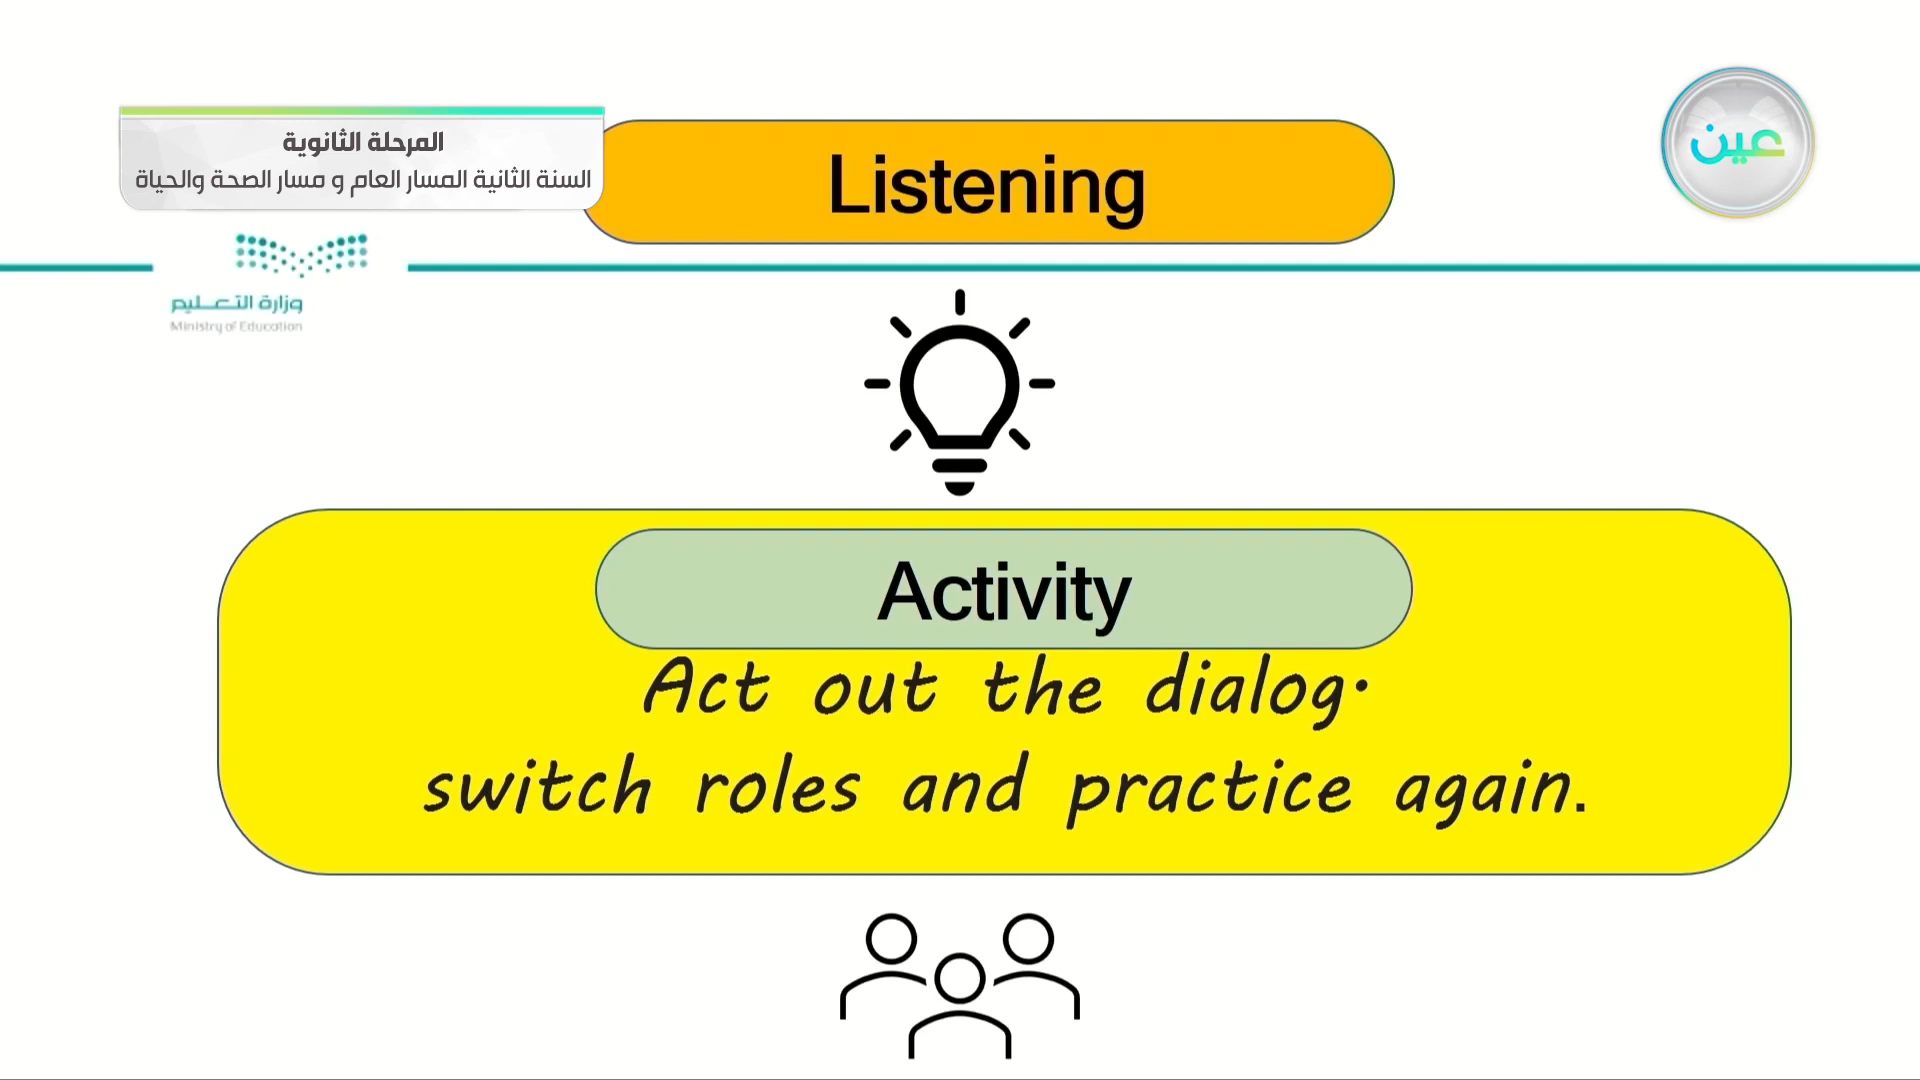 المرحلة الثانوية
السنة الثانية المسار العام و مسار الصحة والحياة
Listening
عين
وزارة التعليم
Ministry of Education
Activity
Act out the dialog.
switch roles and practice again.